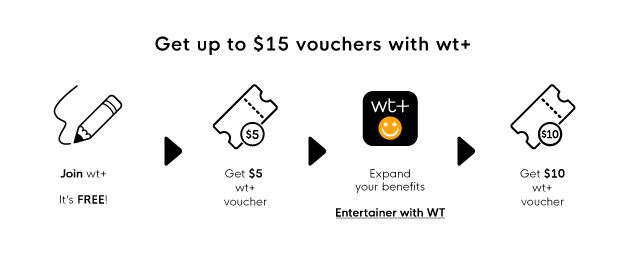 Get up to $15 vouchers with wt+
Join wt+
It's FREE!
$5
Get $5
wt+
voucher
wt+
Expand
your benefits
Entertainer with WT
$10
Get $10
wt+
voucher